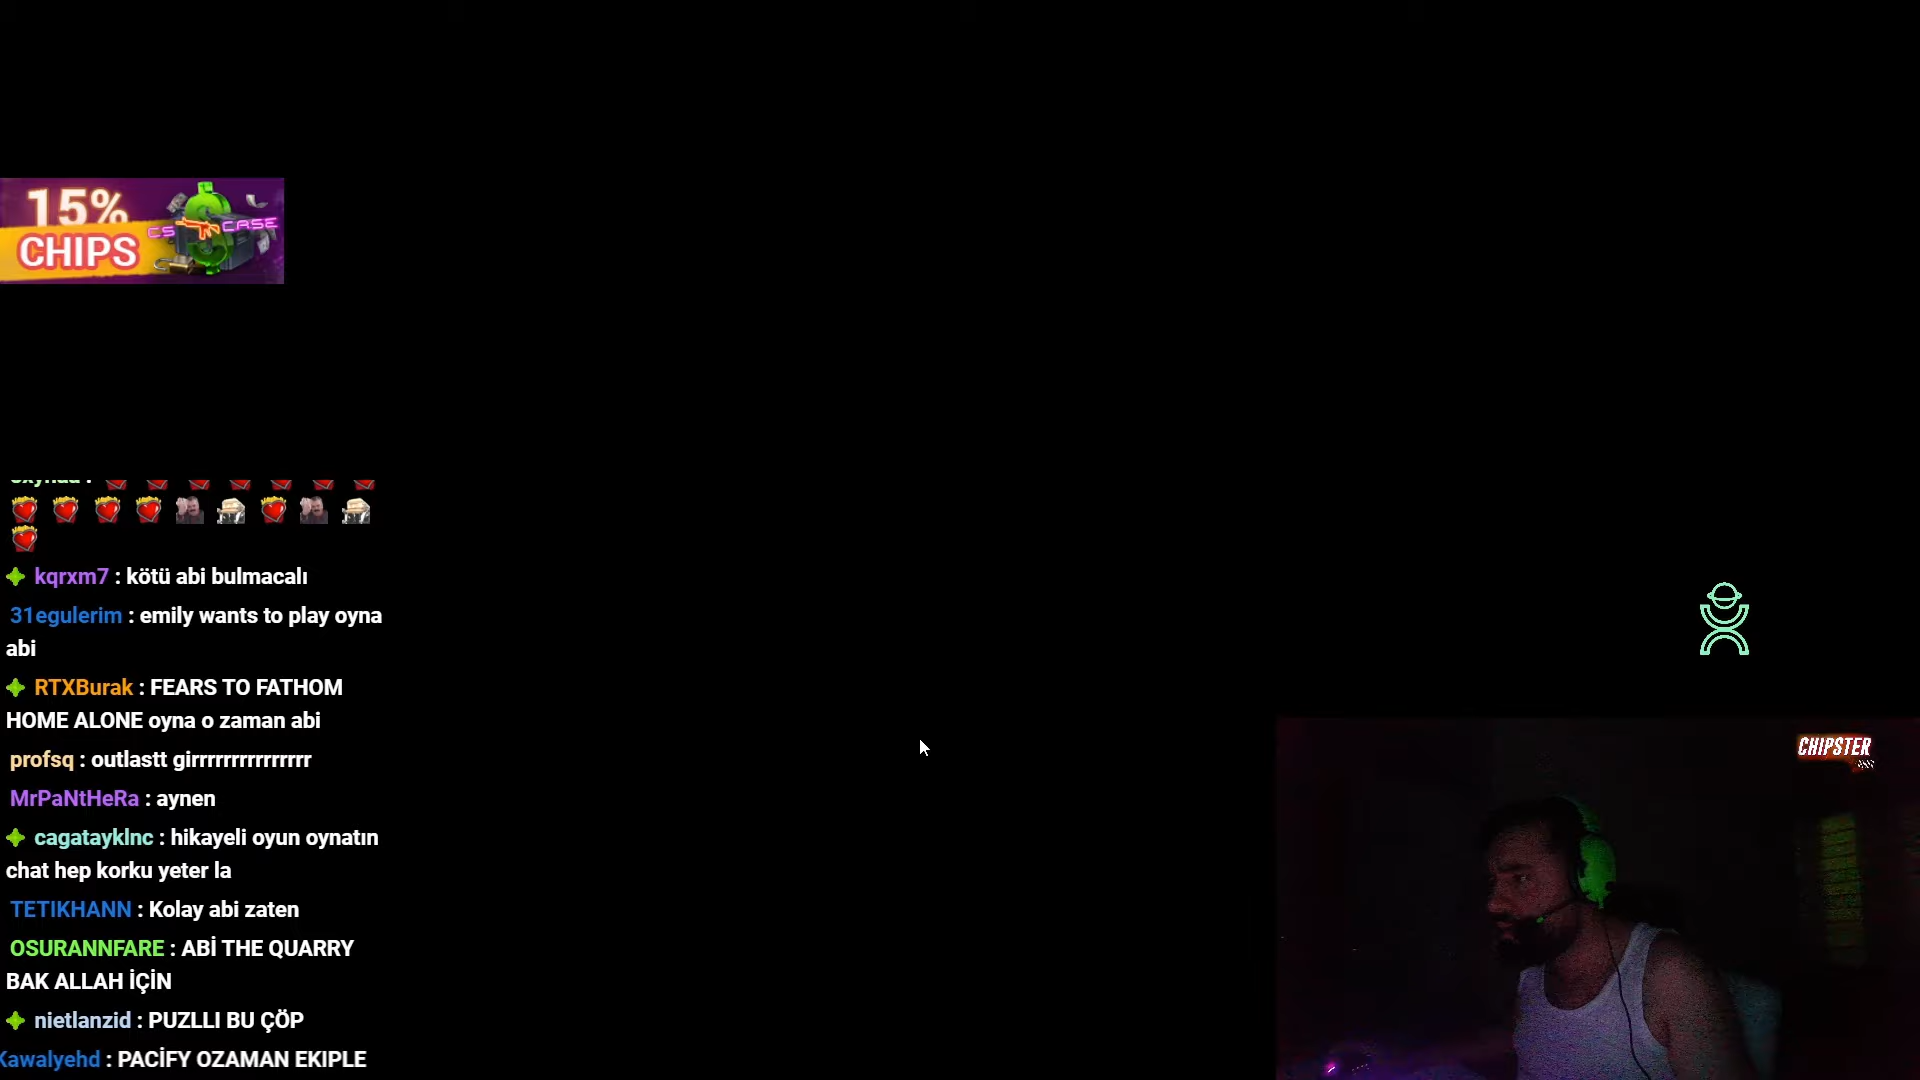 15%
CHIPS
CS CASE
kqrxm7 : kötü abi bulmacalı
31egulerim : emily wants to play oyna
abi
RTXBurak : FEARS TO FATHOM
HOME ALONE oyna o zaman abi
profsq : outlastt girrrrrrrrrrrrrrr
MrPaNtHeRa : aynen
cagatayklnc : hikayeli oyun oynatın
chat hep korku yeter la
TETIKHANN : Kolay abi zaten
OSURANNFARE : ABİ THE QUARRY
BAK ALLAH İÇİN
nietlanzid : PUZLLI BU ÇÖP
Kawalyehd : PACİFY OZAMAN EKIPLE
CHIPSTER